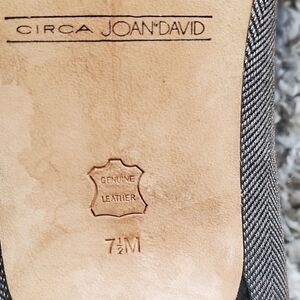 CIRCA JOAN & DAVID
GENUINE
LEATHER
7½M